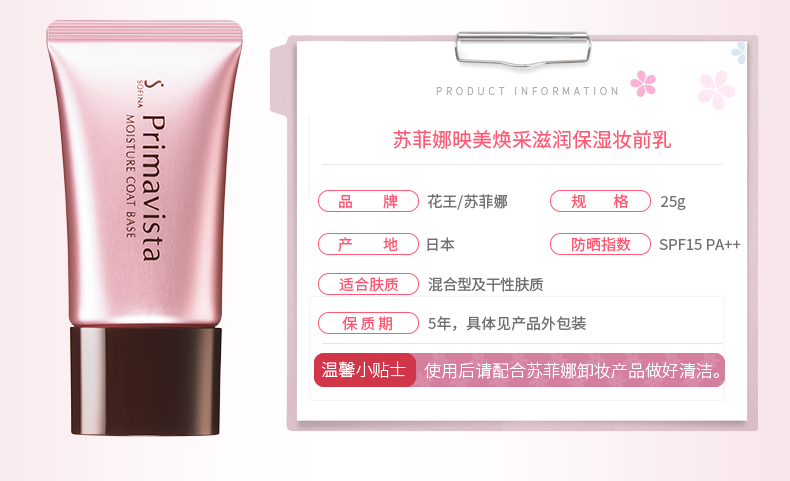 S
SOFINA
Primavista
MOISTURE COAT BASE
PRODUCT INFORMATION
苏菲娜映美焕采滋润保湿妆前乳
品 牌 花王/苏菲娜 规 格 25g
产 地 日本 防晒指数 SPF15 PA++
适合肤质 混合型及干性肤质
保质期 5年，具体见产品外包装
温馨小贴士 使用后请配合苏菲娜卸妆产品做好清洁。